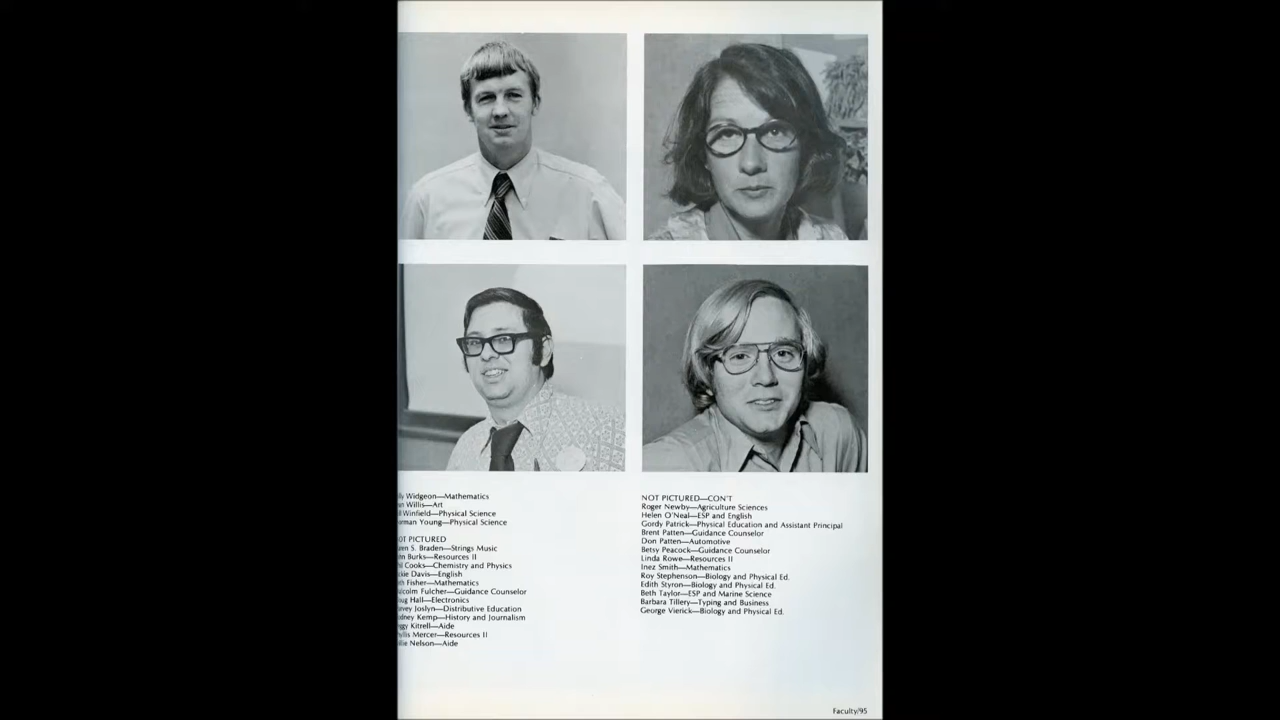 Widgeon—Mathematics
Willis—Art
Winfield—Physical Science
Young—Physical Science
NOT PICTURED
S. Braden—Strings Music
Burks—Resources II
Cooks—Chemistry and Physics
Davis—English
Fisher—Mathematics
Fulcher—Guidance Counselor
Hall—Electronics
Joslyn—Distributive Education
Kemp—History and Journalism
Kitrell—Aide
Mercer—Resources II
Nelson—Aide
NOT PICTURED—CON'T
Roger Newby—Agriculture Sciences
Helen O'Neal—ESP and English
Gordy Patrick—Physical Education and Assistant Principal
Brent Patten—Guidance Counselor
Don Patten—Automotive
Betsy Peacock—Guidance Counselor
Linda Rowe—Resources II
Inez Smith—Mathematics
Roy Stephenson—Biology and Physical Ed.
Edith Styron—Biology and Physical Ed.
Beth Taylor—ESP and Marine Science
Barbara Tillery—Typing and Business
George Vierick—Biology and Physical Ed.
Faculty/95